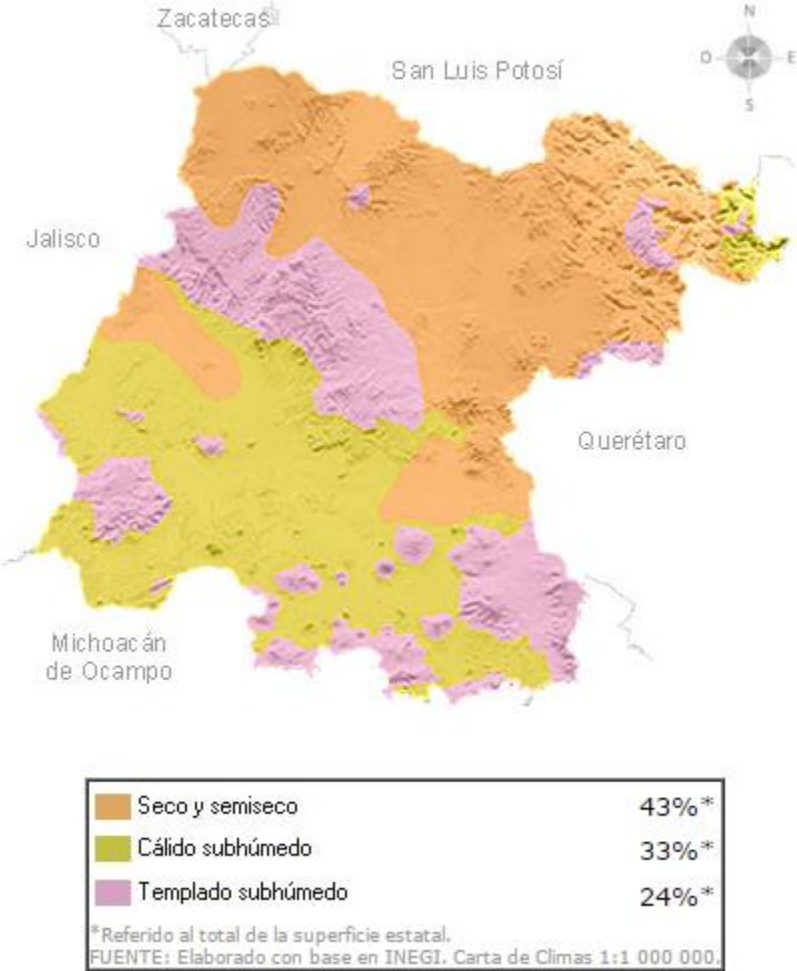 Zacatecas
N
O
E
S
San Luis Potosí
Jalisco
Querétaro
Michoacán
de Ocampo
Seco y semiseco 43%*
Cálido subhúmedo 33%*
Templado subhúmedo 24%*
*Referido al total de la superficie estatal.
FUENTE: Elaborado con base en INEGI. Carta de Climas 1:1 000 000.